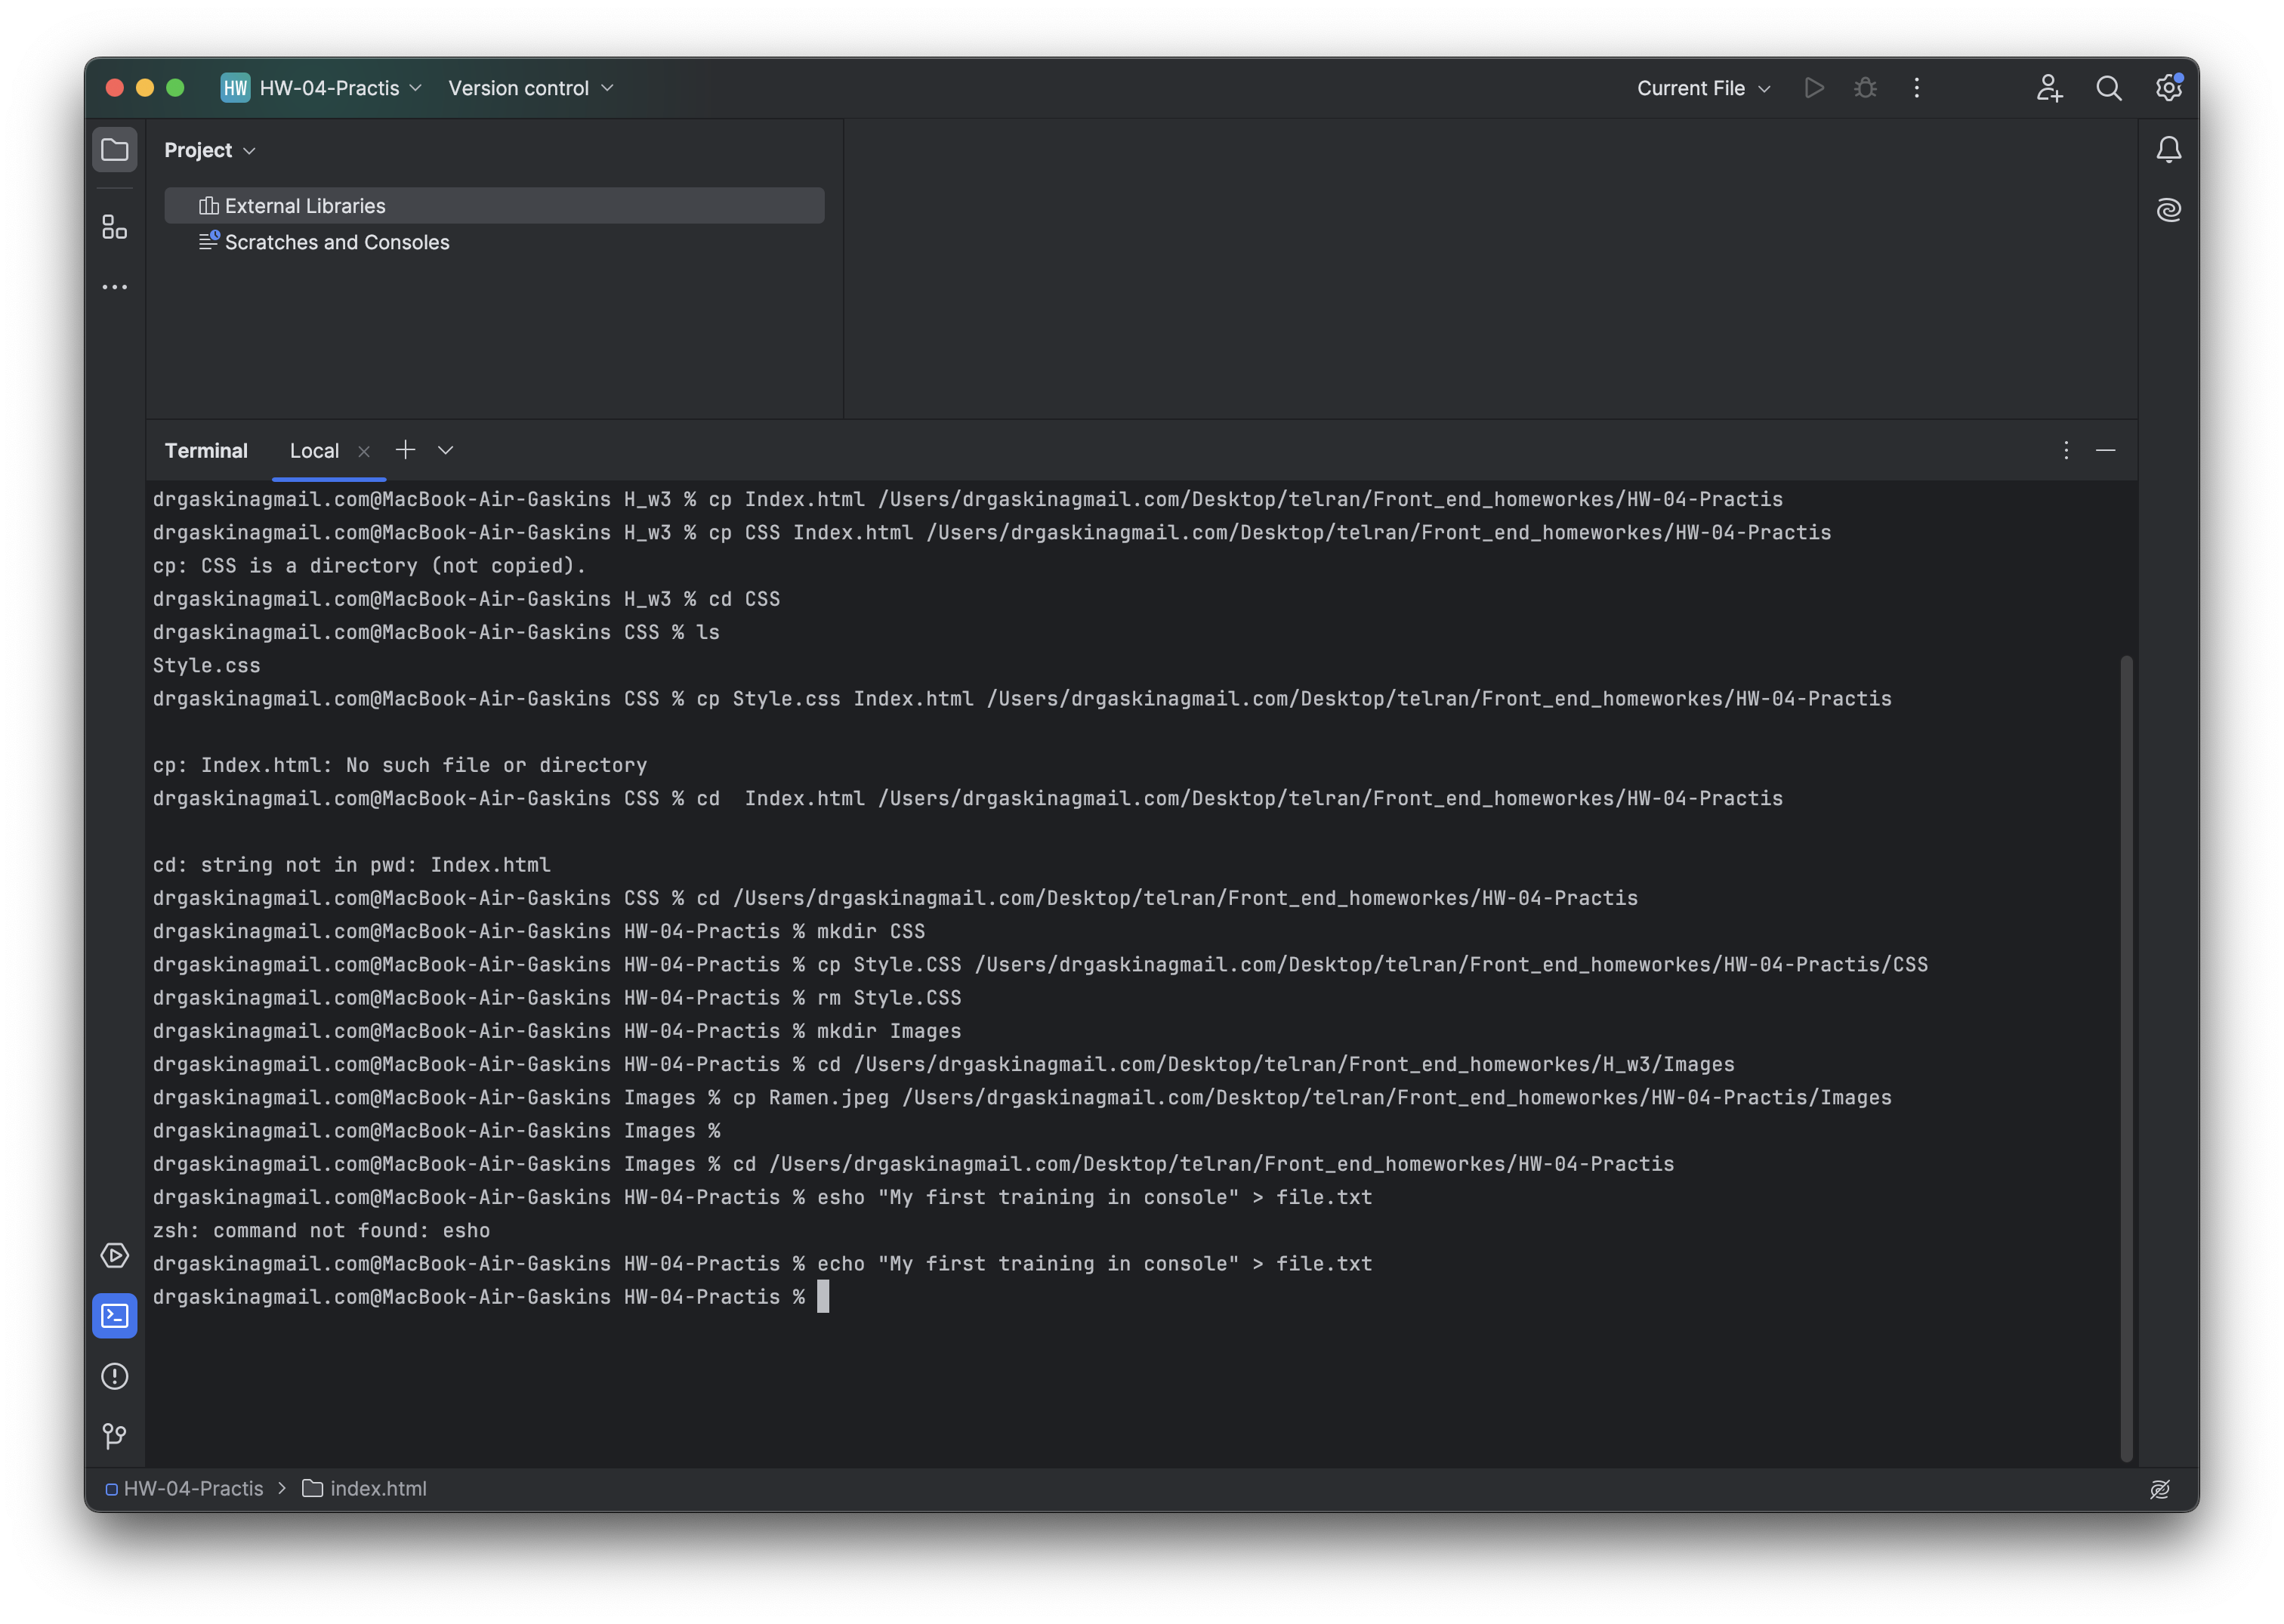 HW HW-04-Practis Version control Current File
Project
External Libraries
Scratches and Consoles
Terminal Local
drgaskinagmail.com@MacBook-Air-Gaskins H_w3 % cp Index.html /Users/drgaskinagmail.com/Desktop/telran/Front_end_homeworkes/HW-04-Practis
drgaskinagmail.com@MacBook-Air-Gaskins H_w3 % cp CSS Index.html /Users/drgaskinagmail.com/Desktop/telran/Front_end_homeworkes/HW-04-Practis
cp: CSS is a directory (not copied).
drgaskinagmail.com@MacBook-Air-Gaskins H_w3 % cd CSS
drgaskinagmail.com@MacBook-Air-Gaskins CSS % ls
Style.css
drgaskinagmail.com@MacBook-Air-Gaskins CSS % cp Style.css Index.html /Users/drgaskinagmail.com/Desktop/telran/Front_end_homeworkes/HW-04-Practis
cp: Index.html: No such file or directory
drgaskinagmail.com@MacBook-Air-Gaskins CSS % cd  Index.html /Users/drgaskinagmail.com/Desktop/telran/Front_end_homeworkes/HW-04-Practis
cd: string not in pwd: Index.html
drgaskinagmail.com@MacBook-Air-Gaskins CSS % cd /Users/drgaskinagmail.com/Desktop/telran/Front_end_homeworkes/HW-04-Practis
drgaskinagmail.com@MacBook-Air-Gaskins HW-04-Practis % mkdir CSS
drgaskinagmail.com@MacBook-Air-Gaskins HW-04-Practis % cp Style.CSS /Users/drgaskinagmail.com/Desktop/telran/Front_end_homeworkes/HW-04-Practis/CSS
drgaskinagmail.com@MacBook-Air-Gaskins HW-04-Practis % rm Style.CSS
drgaskinagmail.com@MacBook-Air-Gaskins HW-04-Practis % mkdir Images
drgaskinagmail.com@MacBook-Air-Gaskins HW-04-Practis % cd /Users/drgaskinagmail.com/Desktop/telran/Front_end_homeworkes/H_w3/Images
drgaskinagmail.com@MacBook-Air-Gaskins Images % cp Ramen.jpeg /Users/drgaskinagmail.com/Desktop/telran/Front_end_homeworkes/HW-04-Practis/Images
drgaskinagmail.com@MacBook-Air-Gaskins Images %
drgaskinagmail.com@MacBook-Air-Gaskins Images % cd /Users/drgaskinagmail.com/Desktop/telran/Front_end_homeworkes/HW-04-Practis
drgaskinagmail.com@MacBook-Air-Gaskins HW-04-Practis % esho "My first training in console" > file.txt
zsh: command not found: esho
drgaskinagmail.com@MacBook-Air-Gaskins HW-04-Practis % echo "My first training in console" > file.txt
drgaskinagmail.com@MacBook-Air-Gaskins HW-04-Practis %
HW-04-Practis > index.html